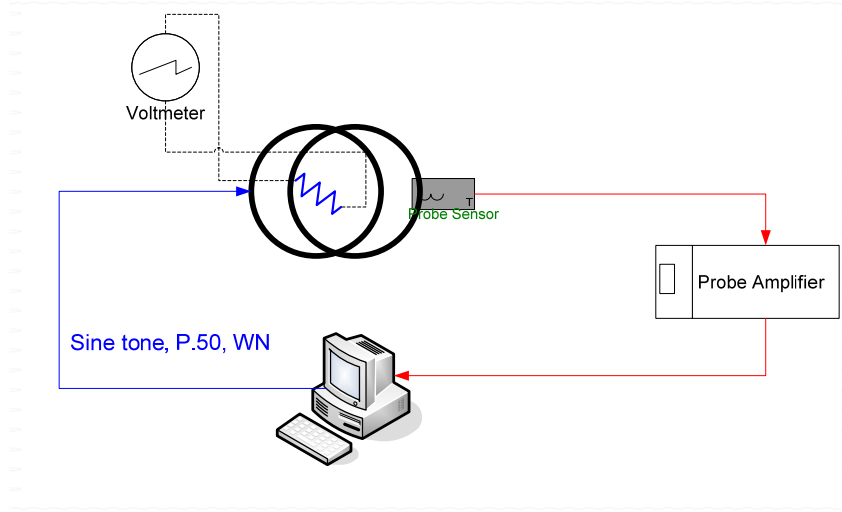 Voltmeter
T
Probe Sensor
Probe Amplifier
Sine tone, P.50, WN